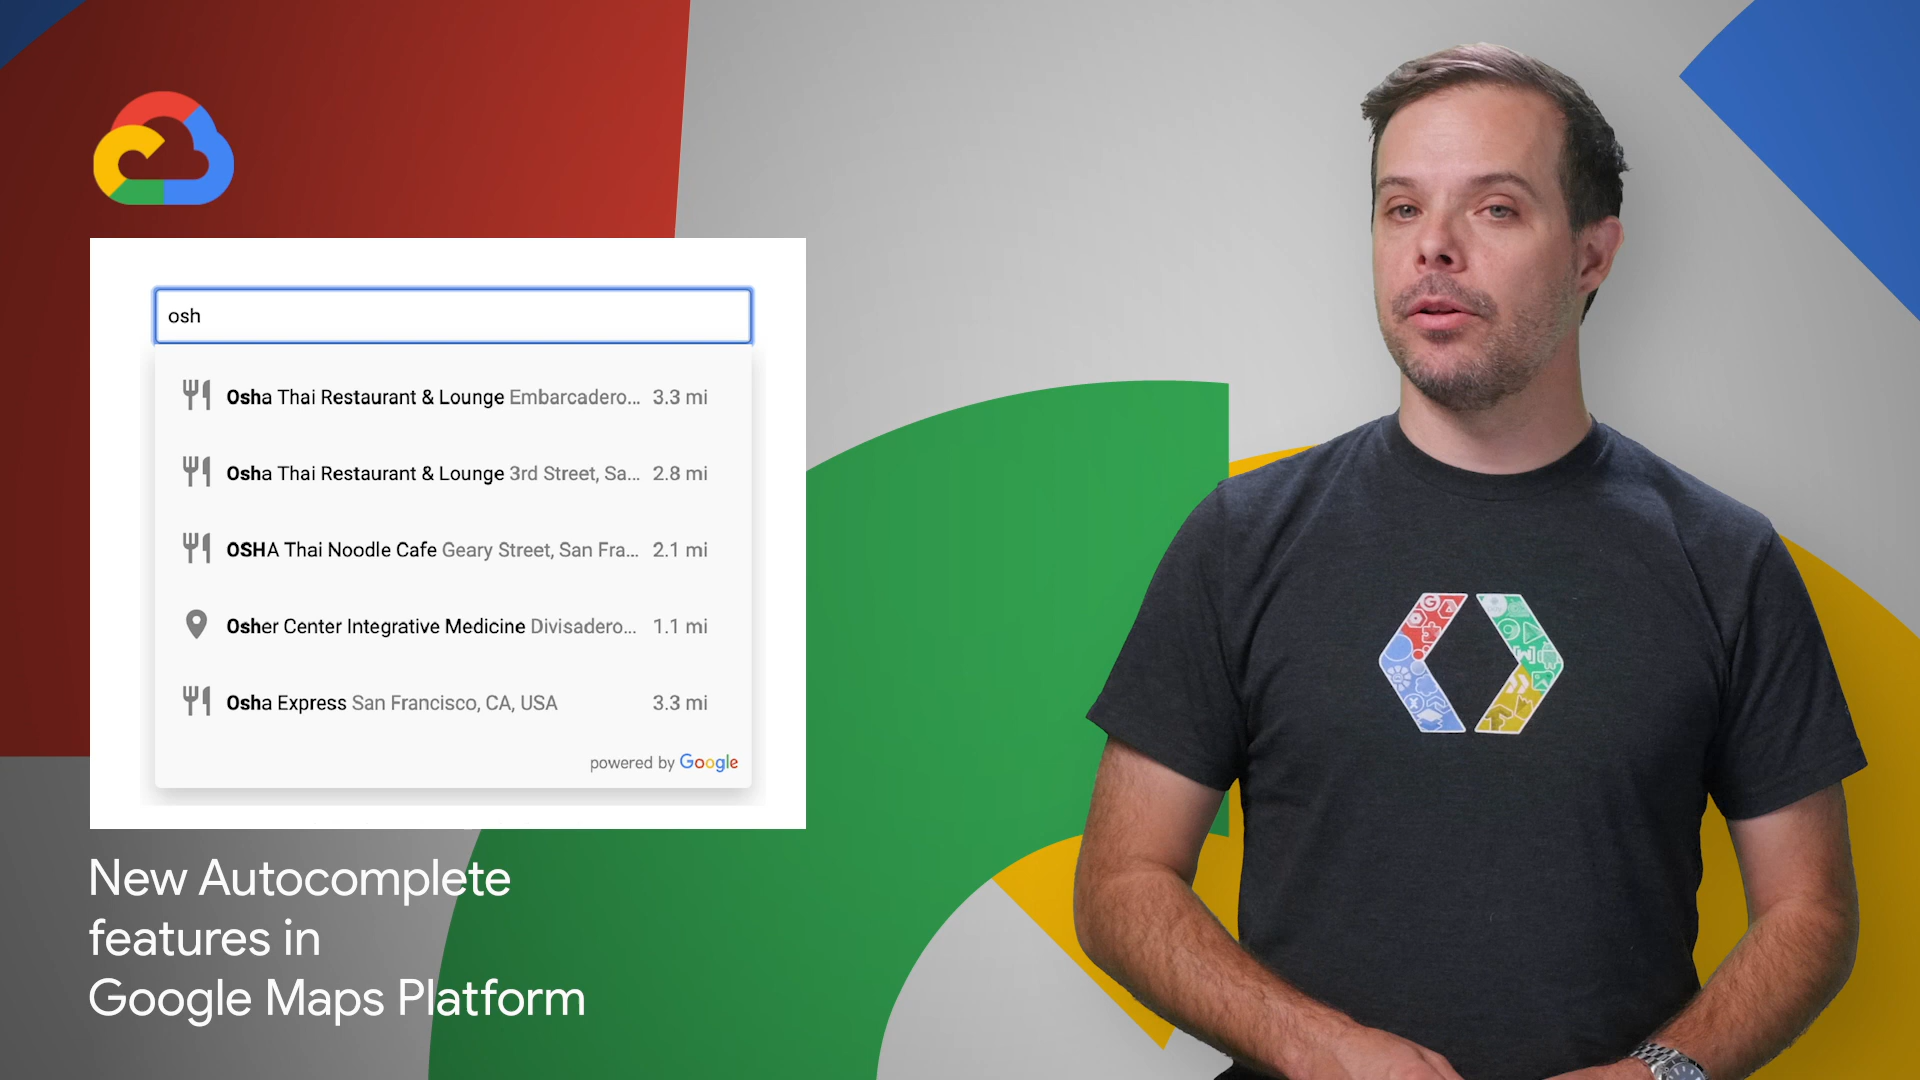 osh
Osha Thai Restaurant & Lounge Embarcadero... 3.3 mi
Osha Thai Restaurant & Lounge 3rd Street, Sa... 2.8 mi
OSHA Thai Noodle Cafe Geary Street, San Fra... 2.1 mi
Osher Center Integrative Medicine Divisadero... 1.1 mi
Osha Express San Francisco, CA, USA 3.3 mi
powered by Google
New Autocomplete
features in
Google Maps Platform